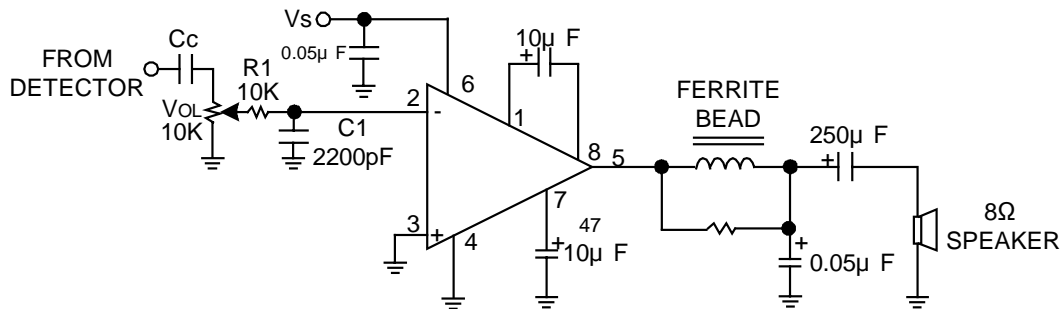 Vs
Cc
0.05µ F
10µ F
FROM
DETECTOR
R1
10K
VOL
10K
C1
2200pF
2
-
6
1
8
5
7
3
+
4
+
47
+
10µ F
FERRITE
BEAD
250µ F
+
+
0.05µ F
8Ω
SPEAKER